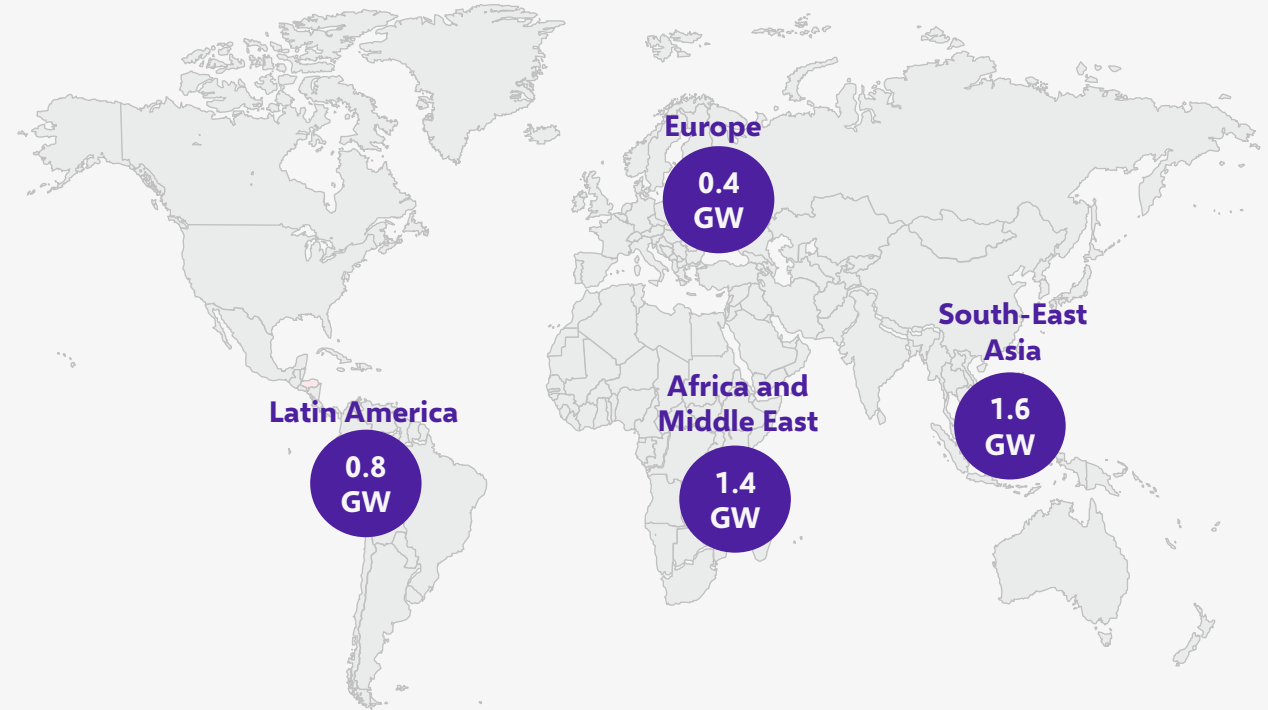 Europe
0.4
GW
South-East
Asia
1.6
GW
Africa and
Middle East
1.4
GW
Latin America
0.8
GW